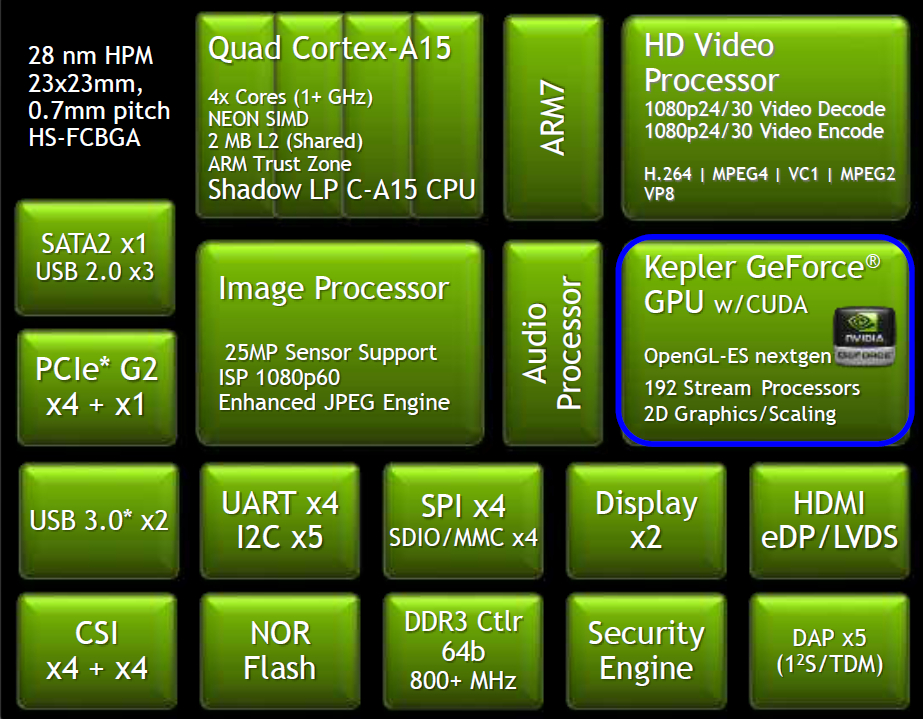 28 nm HPM
23x23mm,
0.7mm pitch
HS-FCBGA
Quad Cortex-A15
4x Cores (1+ GHz)
NEON SIMD
2 MB L2 (Shared)
ARM Trust Zone
Shadow LP C-A15 CPU
ARM7
HD Video
Processor
1080p24/30 Video Decode
1080p24/30 Video Encode
H.264 | MPEG4 | VC1 | MPEG2
VP8
SATA2 x1
USB 2.0 x3
PCIe* G2
x4 + x1
Image Processor
25MP Sensor Support
ISP 1080p60
Enhanced JPEG Engine
Audio
Processor
Kepler GeForce®
GPU w/CUDA
OpenGL-ES nextgen
192 Stream Processors
2D Graphics/Scaling
NVIDIA
GEFORCE
USB 3.0* x2
UART x4
I2C x5
SPI x4
SDIO/MMC x4
Display
x2
HDMI
eDP/LVDS
CSI
x4 + x4
NOR
Flash
DDR3 Ctlr
64b
800+ MHz
Security
Engine
DAP x5
(1²S/TDM)